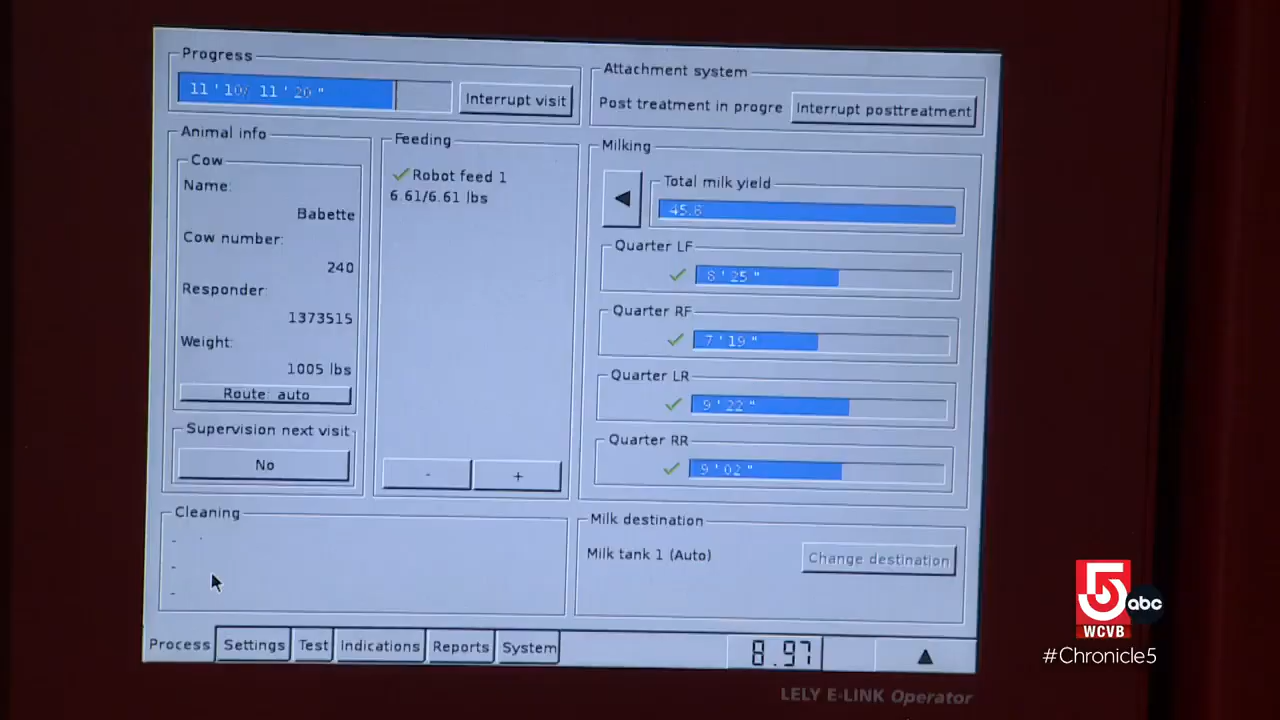 Progress
11 ' 10/ 11 ' 20 "
Interrupt visit
Attachment system
Post treatment in progre
Interrupt posttreatment
Animal info
Cow
Name:
Babette
Cow number:
240
Responder:
1373515
Weight:
1005 lbs
Route: auto
Supervision next visit
No
Feeding
Robot feed 1
6.61/6.61 lbs
-
+
Milking
Total milk yield
45.6
Quarter LF
8 ' 25 "
Quarter RF
7 ' 19 "
Quarter LR
9 ' 22 "
Quarter RR
9 ' 02 "
Cleaning
-
-
-
Milk destination
Milk tank 1 (Auto)
Change destination
Process Settings Test Indications Reports System
8.97
LELY E-LINK Operator
5 abc
WCVB
#Chronicle5